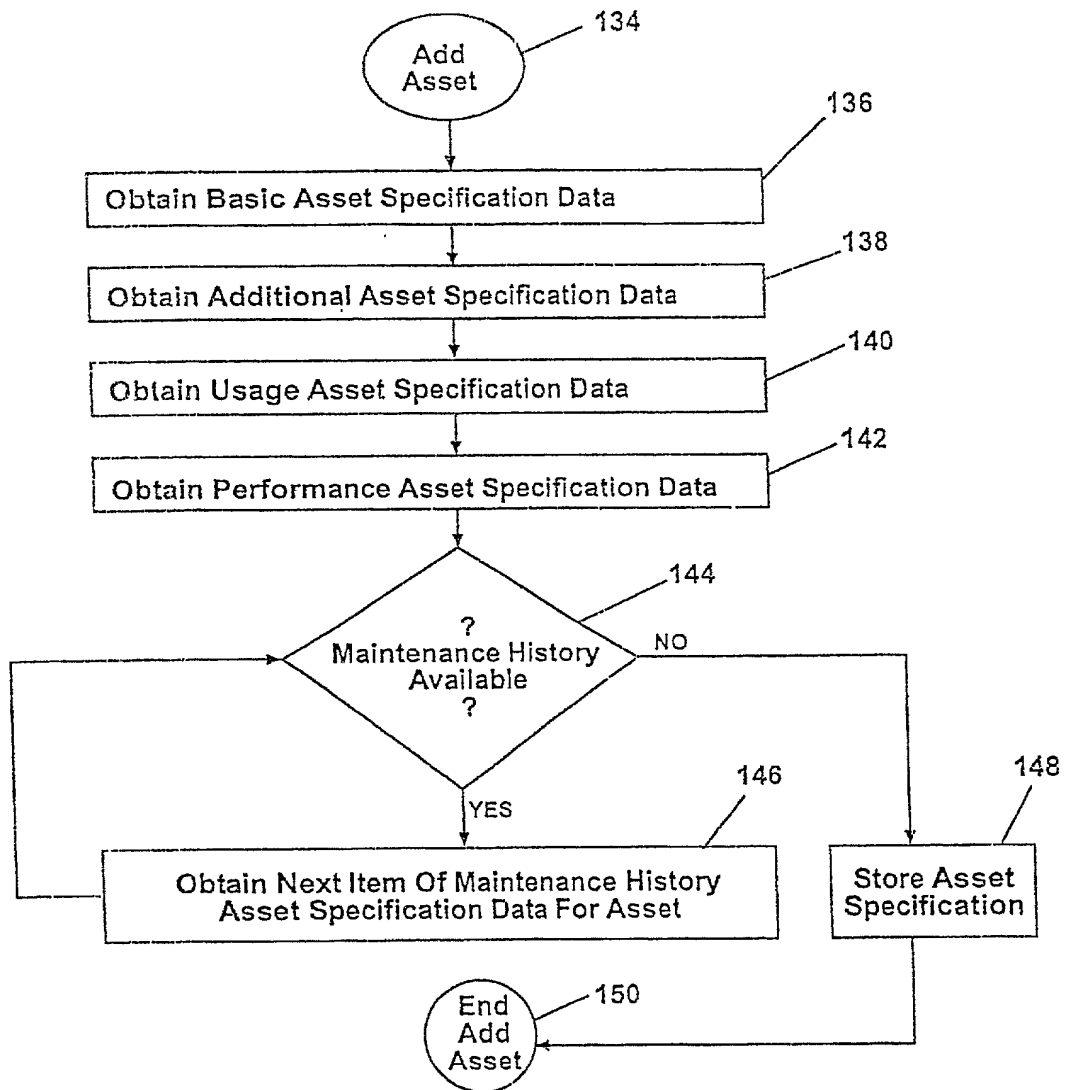 Add
Asset
134
136
Obtain Basic Asset Specification Data
138
Obtain Additional Asset Specification Data
140
Obtain Usage Asset Specification Data
142
Obtain Performance Asset Specification Data
144
?
Maintenance History
Available
?
NO
YES
146
148
Obtain Next Item Of Maintenance History
Asset Specification Data For Asset
Store Asset
Specification
End
Add
Asset
150